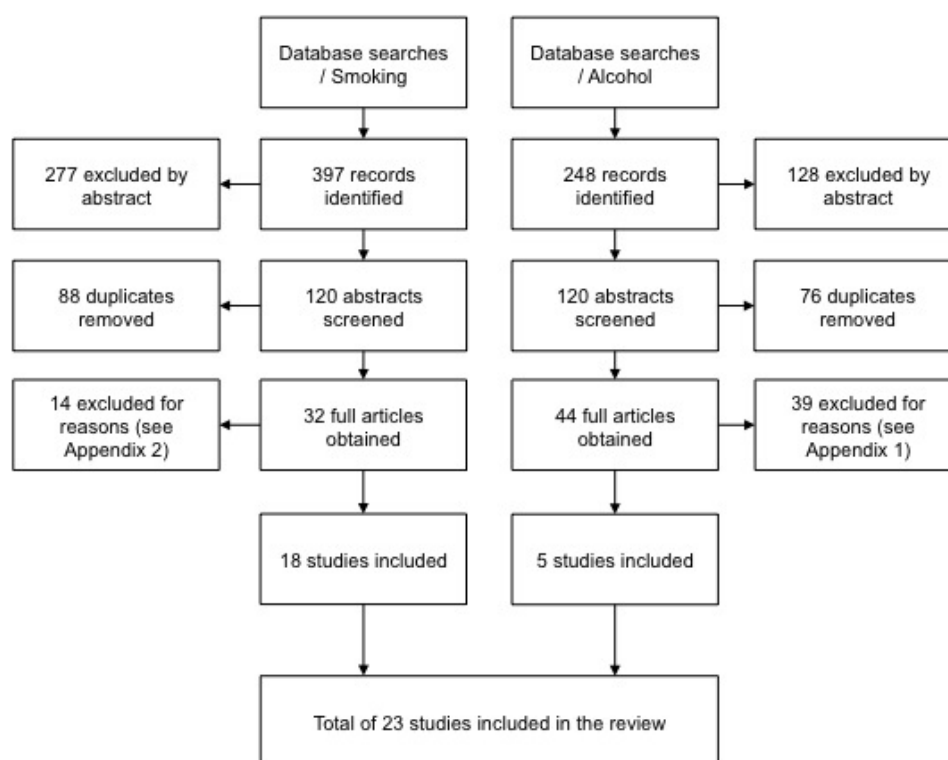 Database searches
/ Smoking
Database searches
/ Alcohol
277 excluded by
abstract
397 records
identified
248 records
identified
128 excluded by
abstract
88 duplicates
removed
120 abstracts
screened
120 abstracts
screened
76 duplicates
removed
14 excluded for
reasons (see
Appendix 2)
32 full articles
obtained
44 full articles
obtained
39 excluded for
reasons (see
Appendix 1)
18 studies included
5 studies included
Total of 23 studies included in the review